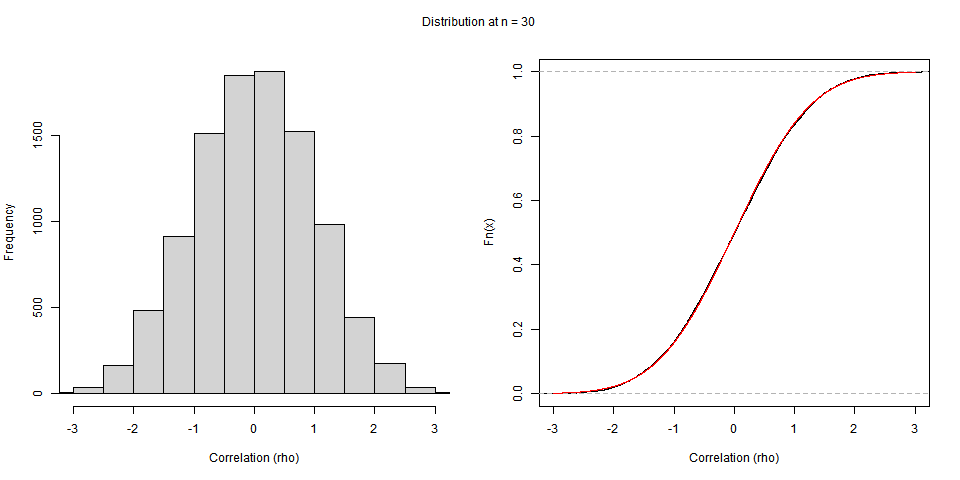 Distribution at n = 30
Frequency
1500
1000
500
0
-3 -2 -1 0 1 2 3
Correlation (rho)
Fn(x)
1.0
0.8
0.6
0.4
0.2
0.0
-3 -2 -1 0 1 2 3
Correlation (rho)